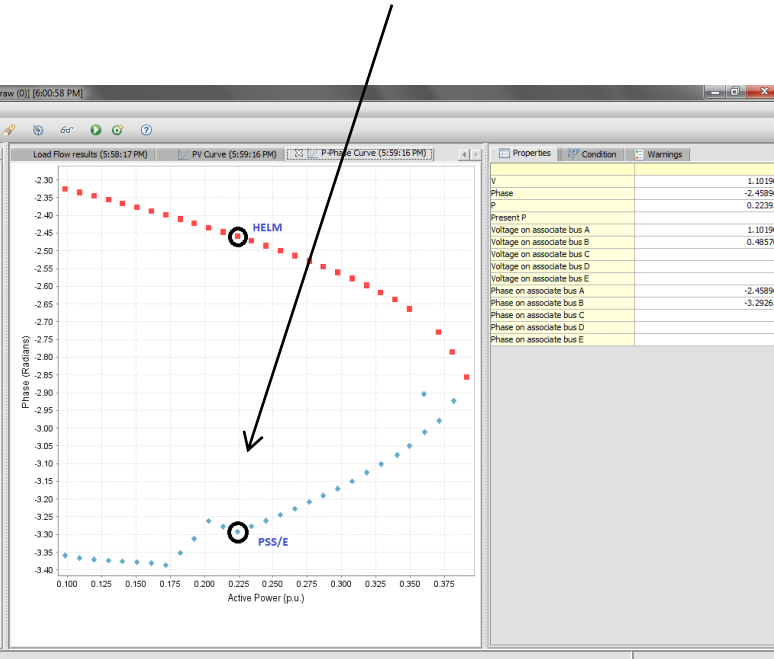 raw (0)] [6:00:58 PM]
Load Flow results (5:58:17 PM)
PV Curve (5:59:16 PM)
P-Phase Curve (5:59:16 PM)
Properties
Condition
Warnings
-2.30
-2.35
-2.40
-2.45
-2.50
-2.55
-2.60
-2.65
-2.70
-2.75
-2.80
-2.85
-2.90
-2.95
-3.00
-3.05
-3.10
-3.15
-3.20
-3.25
-3.30
-3.35
-3.40
Phase (Radians)
HELM
PSS/E
0.100 0.125 0.150 0.175 0.200 0.225 0.250 0.275 0.300 0.325 0.350 0.375
Active Power (p.u.)
V 1.1019
Phase -2.4589
P 0.2239
Present P
Voltage on associate bus A 1.1019
Voltage on associate bus B 0.4857
Voltage on associate bus C
Voltage on associate bus D
Voltage on associate bus E
Phase on associate bus A -2.4589
Phase on associate bus B -3.2926
Phase on associate bus C
Phase on associate bus D
Phase on associate bus E